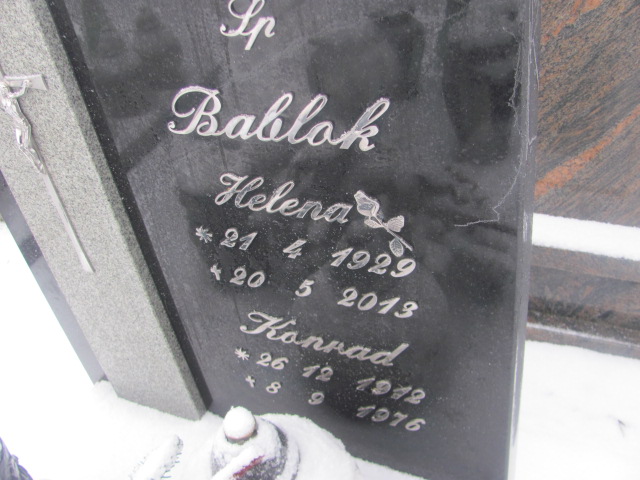 Śp
Bablok
Helena
* 21 4 1929
+ 20 5 2013
Konrad
* 26 12 1912
+ 8 9 1976